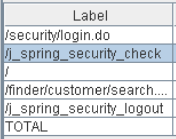 Label
/security/login.do
/j_spring_security_check
/
/finder/customer/search....
/j_spring_security_logout
TOTAL